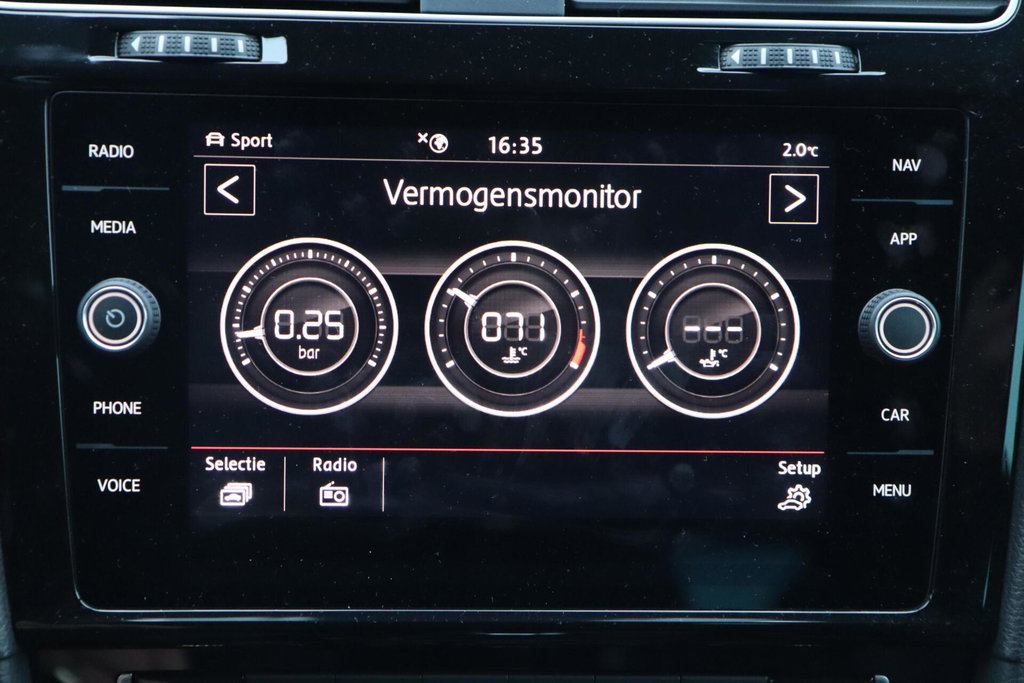 Sport
16:35
2.0°C
<
Vermogensmonitor
>
0.25
bar
071
°C
---
°C
Selectie
Radio
Setup
RADIO
MEDIA
PHONE
VOICE
NAV
APP
CAR
MENU